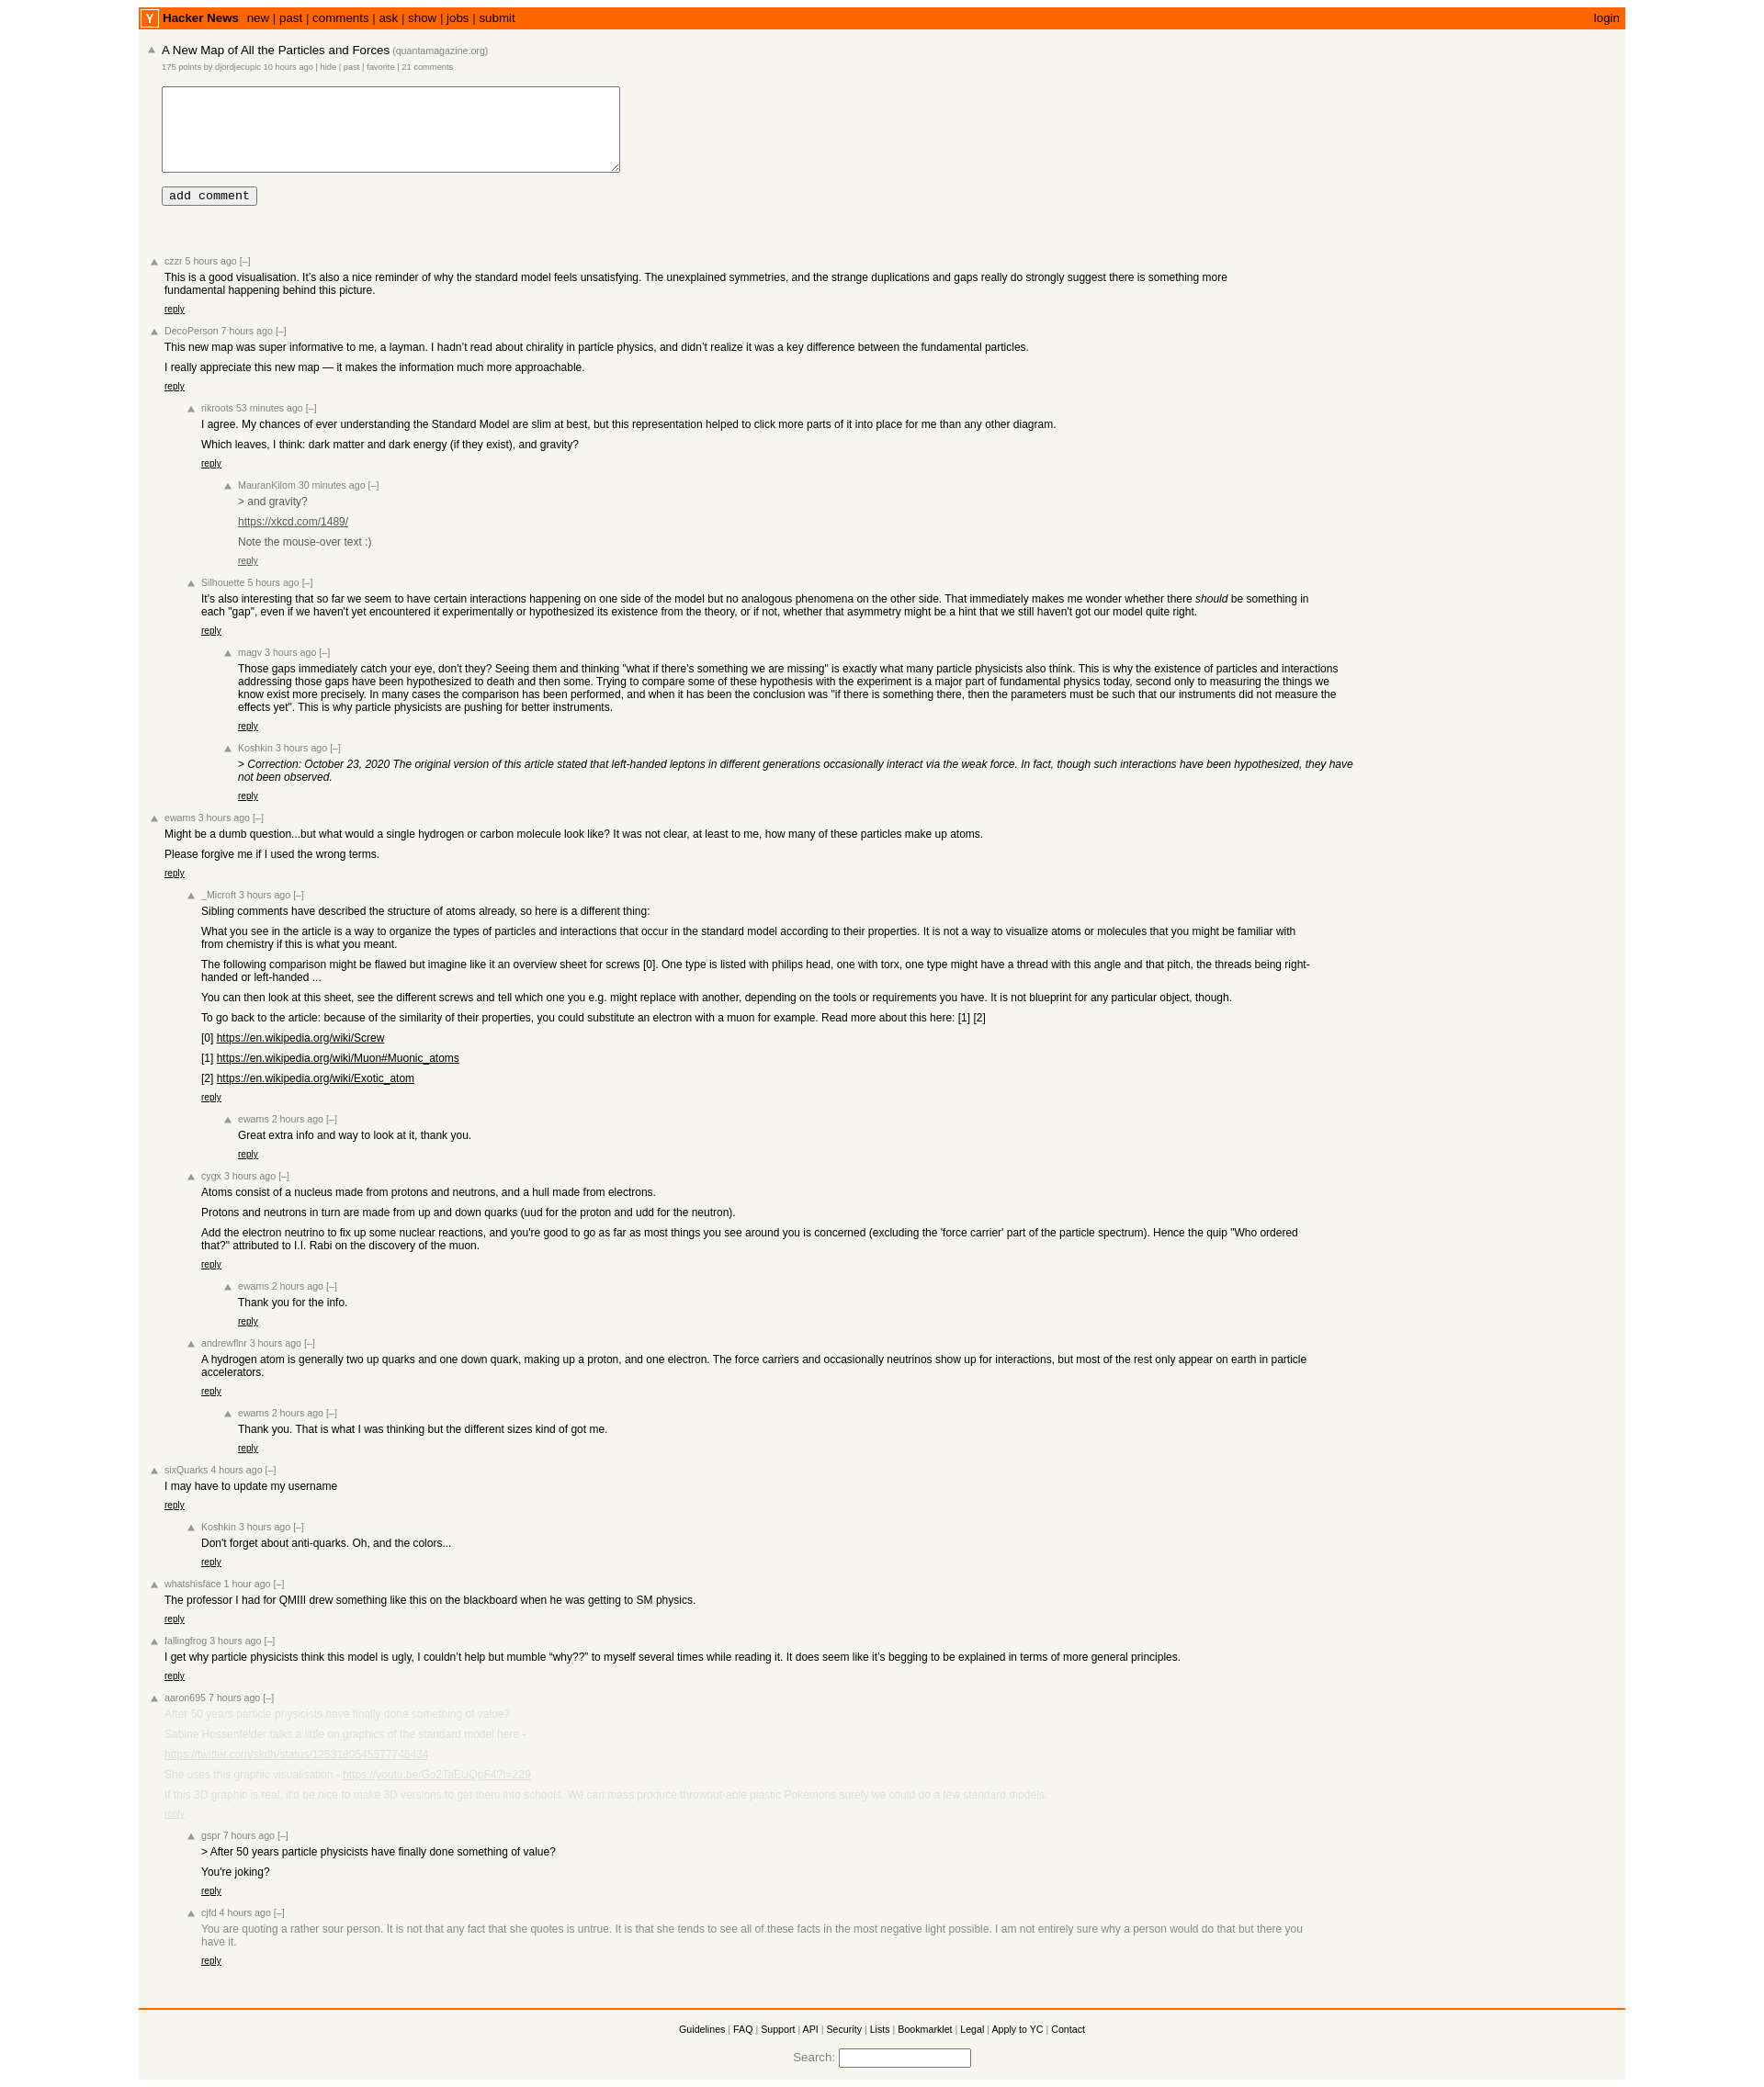 Y Hacker News new | past | comments | ask | show | jobs | submit login
A New Map of All the Particles and Forces (quantamagazine.org)
175 points by djordjecupic 10 hours ago | hide | past | favorite | 21 comments
add comment
czzr 5 hours ago [–]
This is a good visualisation. It’s also a nice reminder of why the standard model feels unsatisfying. The unexplained symmetries, and the strange duplications and gaps really do strongly suggest there is something more
fundamental happening behind this picture.
reply
DecoPerson 7 hours ago [–]
This new map was super informative to me, a layman. I hadn’t read about chirality in particle physics, and didn’t realize it was a key difference between the fundamental particles.
I really appreciate this new map — it makes the information much more approachable.
reply
rikroots 53 minutes ago [–]
I agree. My chances of ever understanding the Standard Model are slim at best, but this representation helped to click more parts of it into place for me than any other diagram.
Which leaves, I think: dark matter and dark energy (if they exist), and gravity?
reply
MauranKilom 30 minutes ago [–]
> and gravity?
https://xkcd.com/1489/
Note the mouse-over text :)
reply
Silhouette 5 hours ago [–]
It's also interesting that so far we seem to have certain interactions happening on one side of the model but no analogous phenomena on the other side. That immediately makes me wonder whether there should be something in
each "gap", even if we haven't yet encountered it experimentally or hypothesized its existence from the theory, or if not, whether that asymmetry might be a hint that we still haven't got our model quite right.
reply
magv 3 hours ago [–]
Those gaps immediately catch your eye, don't they? Seeing them and thinking "what if there's something we are missing" is exactly what many particle physicists also think. This is why the existence of particles and interactions
addressing those gaps have been hypothesized to death and then some. Trying to compare some of these hypothesis with the experiment is a major part of fundamental physics today, second only to measuring the things we
know exist more precisely. In many cases the comparison has been performed, and when it has been the conclusion was "if there is something there, then the parameters must be such that our instruments did not measure the
effects yet". This is why particle physicists are pushing for better instruments.
reply
Koshkin 3 hours ago [–]
> Correction: October 23, 2020 The original version of this article stated that left-handed leptons in different generations occasionally interact via the weak force. In fact, though such interactions have been hypothesized, they have
not been observed.
reply
ewams 3 hours ago [–]
Might be a dumb question...but what would a single hydrogen or carbon molecule look like? It was not clear, at least to me, how many of these particles make up atoms.
Please forgive me if I used the wrong terms.
reply
_Microft 3 hours ago [–]
Sibling comments have described the structure of atoms already, so here is a different thing:
What you see in the article is a way to organize the types of particles and interactions that occur in the standard model according to their properties. It is not a way to visualize atoms or molecules that you might be familiar with
from chemistry if this is what you meant.
The following comparison might be flawed but imagine like it an overview sheet for screws [0]. One type is listed with philips head, one with torx, one type might have a thread with this angle and that pitch, the threads being right-
handed or left-handed ...
You can then look at this sheet, see the different screws and tell which one you e.g. might replace with another, depending on the tools or requirements you have. It is not blueprint for any particular object, though.
To go back to the article: because of the similarity of their properties, you could substitute an electron with a muon for example. Read more about this here: [1] [2]
[0] https://en.wikipedia.org/wiki/Screw
[1] https://en.wikipedia.org/wiki/Muon#Muonic_atoms
[2] https://en.wikipedia.org/wiki/Exotic_atom
reply
ewams 2 hours ago [–]
Great extra info and way to look at it, thank you.
reply
cygx 3 hours ago [–]
Atoms consist of a nucleus made from protons and neutrons, and a hull made from electrons.
Protons and neutrons in turn are made from up and down quarks (uud for the proton and udd for the neutron).
Add the electron neutrino to fix up some nuclear reactions, and you're good to go as far as most things you see around you is concerned (excluding the 'force carrier' part of the particle spectrum). Hence the quip "Who ordered
that?" attributed to I.I. Rabi on the discovery of the muon.
reply
ewams 2 hours ago [–]
Thank you for the info.
reply
andrewflnr 3 hours ago [–]
A hydrogen atom is generally two up quarks and one down quark, making up a proton, and one electron. The force carriers and occasionally neutrinos show up for interactions, but most of the rest only appear on earth in particle
accelerators.
reply
ewams 2 hours ago [–]
Thank you. That is what I was thinking but the different sizes kind of got me.
reply
sixQuarks 4 hours ago [–]
I may have to update my username
reply
Koshkin 3 hours ago [–]
Don't forget about anti-quarks. Oh, and the colors...
reply
whatshisface 1 hour ago [–]
The professor I had for QMIII drew something like this on the blackboard when he was getting to SM physics.
reply
fallingfrog 3 hours ago [–]
I get why particle physicists think this model is ugly, I couldn’t help but mumble “why??” to myself several times while reading it. It does seem like it’s begging to be explained in terms of more general principles.
reply
aaron695 7 hours ago [–]
After 50 years particle physicists have finally done something of value?
Sabine Hossenfelder talks a little on graphics of the standard model here -
https://twitter.com/skdh/status/1253180545577746434
She uses this graphic visualisation - https://youtu.be/Go2TaEUQpF4?t=229
If this 3D graphic is real, it'd be nice to make 3D versions to get them into schools. We can mass produce throwout-able plastic Pokemons surely we could do a few standard models.
reply
gspr 7 hours ago [–]
> After 50 years particle physicists have finally done something of value?
You're joking?
reply
cjfd 4 hours ago [–]
You are quoting a rather sour person. It is not that any fact that she quotes is untrue. It is that she tends to see all of these facts in the most negative light possible. I am not entirely sure why a person would do that but there you
have it.
reply
Guidelines | FAQ | Support | API | Security | Lists | Bookmarklet | Legal | Apply to YC | Contact
Search: